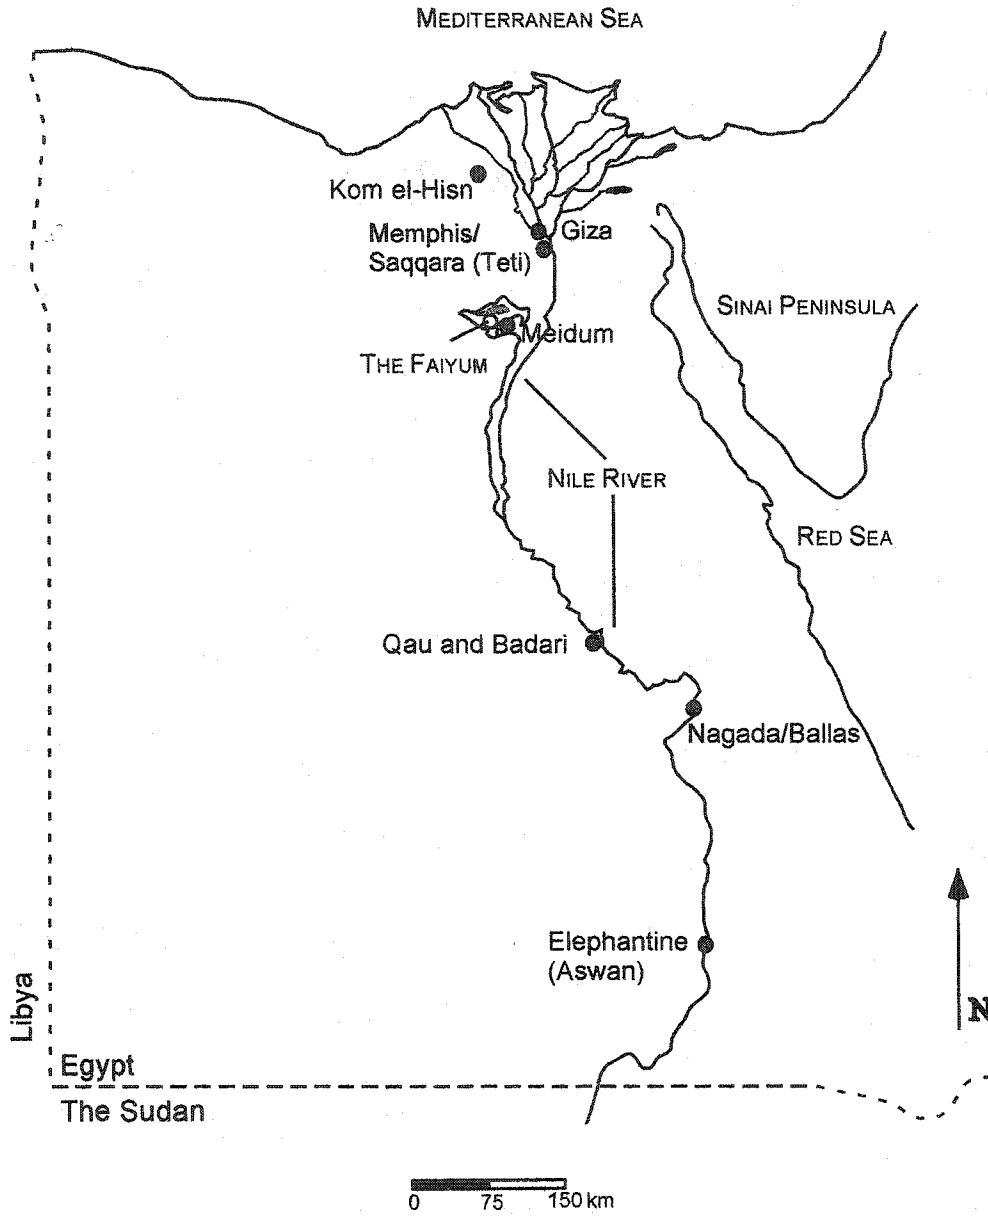 MEDITERRANEAN SEA
Kom el-Hisn
Memphis/
Saqqara (Teti)
Giza
SINAI PENINSULA
Meidum
THE FAIYUM
NILE RIVER
RED SEA
Qau and Badari
Nagada/Ballas
Elephantine
(Aswan)
Libya
N
Egypt
The Sudan
0 75 150 km